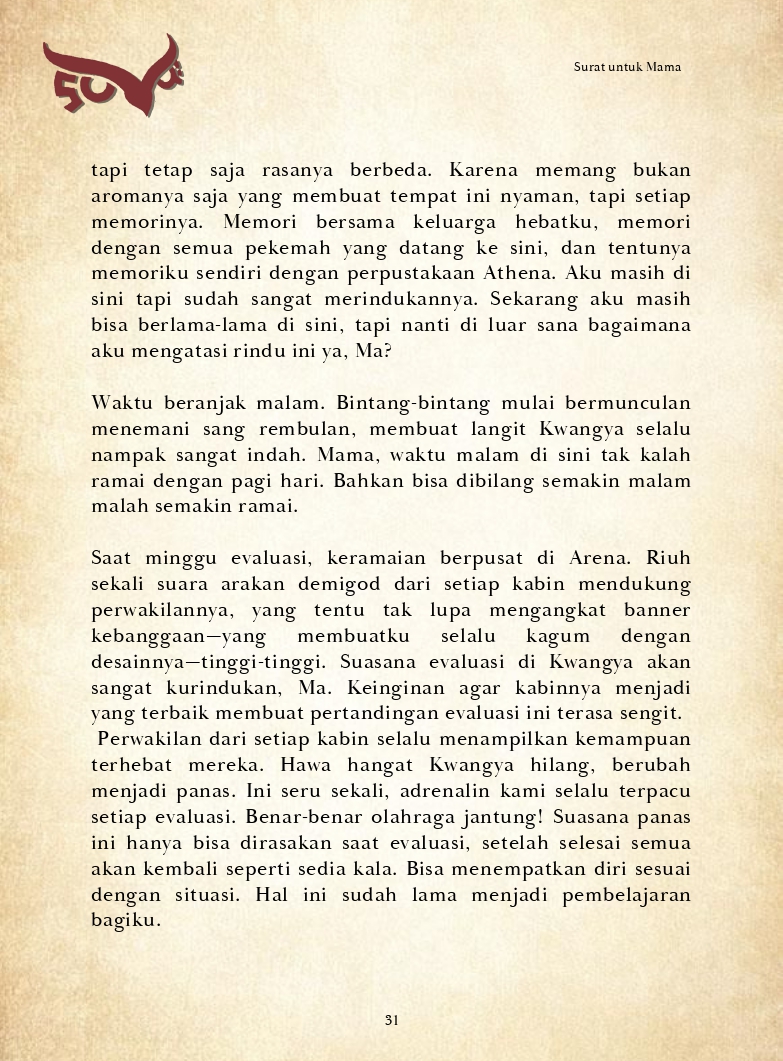 Surat untuk Mama
tapi tetap saja rasanya berbeda. Karena memang bukan
aromanya saja yang membuat tempat ini nyaman, tapi setiap
memorinya. Memori bersama keluarga hebatku, memori
dengan semua pekemah yang datang ke sini, dan tentunya
memoriku sendiri dengan perpustakaan Athena. Aku masih di
sini tapi sudah sangat merindukannya. Sekarang aku masih
bisa berlama-lama di sini, tapi nanti di luar sana bagaimana
aku mengatasi rindu ini ya, Ma?
Waktu beranjak malam. Bintang-bintang mulai bermunculan
menemani sang rembulan, membuat langit Kwangya selalu
nampak sangat indah. Mama, waktu malam di sini tak kalah
ramai dengan pagi hari. Bahkan bisa dibilang semakin malam
malah semakin ramai.
Saat minggu evaluasi, keramaian berpusat di Arena. Riuh
sekali suara arakan demigod dari setiap kabin mendukung
perwakilannya, yang tentu tak lupa mengangkat banner
kebanggaan—yang membuatku selalu kagum dengan
desainnya—tinggi-tinggi. Suasana evaluasi di Kwangya akan
sangat kurindukan, Ma. Keinginan agar kabinnya menjadi
yang terbaik membuat pertandingan evaluasi ini terasa sengit.
Perwakilan dari setiap kabin selalu menampilkan kemampuan
terhebat mereka. Hawa hangat Kwangya hilang, berubah
menjadi panas. Ini seru sekali, adrenalin kami selalu terpacu
setiap evaluasi. Benar-benar olahraga jantung! Suasana panas
ini hanya bisa dirasakan saat evaluasi, setelah selesai semua
akan kembali seperti sedia kala. Bisa menempatkan diri sesuai
dengan situasi. Hal ini sudah lama menjadi pembelajaran
bagiku.
31